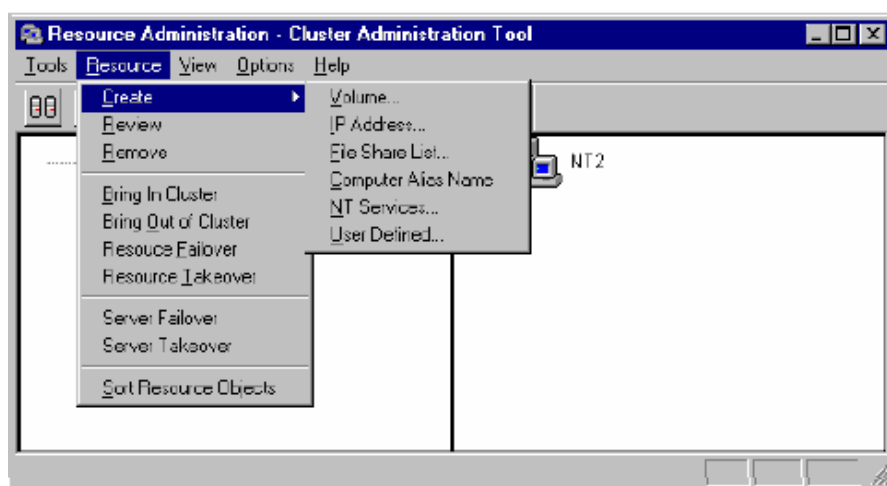 Resource Administration - Cluster Administration Tool
Tools Resource View Options Help
Create
Review
Remove
Bring In Cluster
Bring Out of Cluster
Resouce Failover
Resource Takeover
Server Failover
Server Takeover
Sort Resource Objects
Volume...
IP Address...
File Share List...
Computer Alias Name
NT Services...
User Defined...
NT2